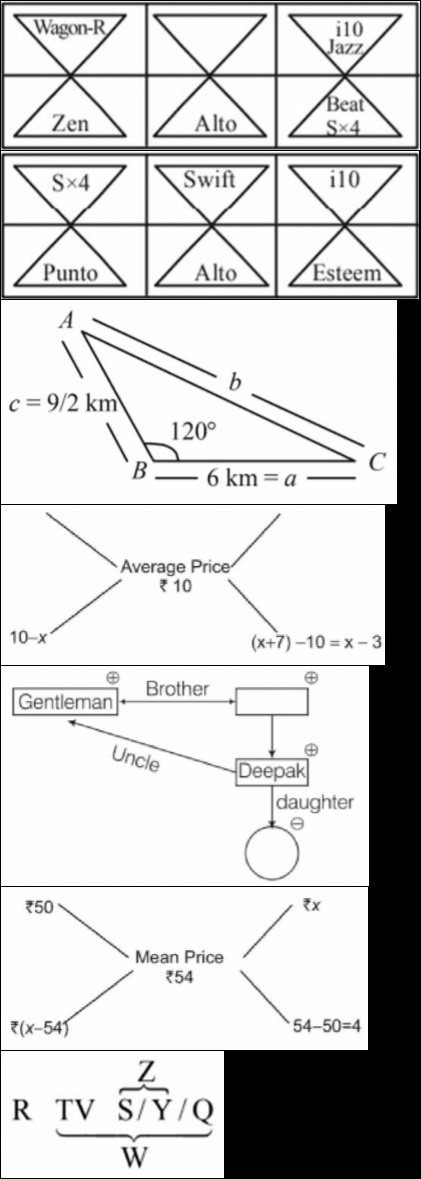 Wagon-R i10
Jazz
Zen Alto Beat
S×4
S×4 Swift i10
Punto Alto Esteem
A
b
c = 9/2 km
120°
B 6 km = a C
Average Price
₹ 10
10–x (x+7) –10 = x – 3
⊕ ⊕
Gentleman Brother
Uncle ⊕
Deepak
daughter
⊖
₹50 ₹x
Mean Price
₹54
₹(x–54) 54–50=4
Z
R TV S/Y/Q
W